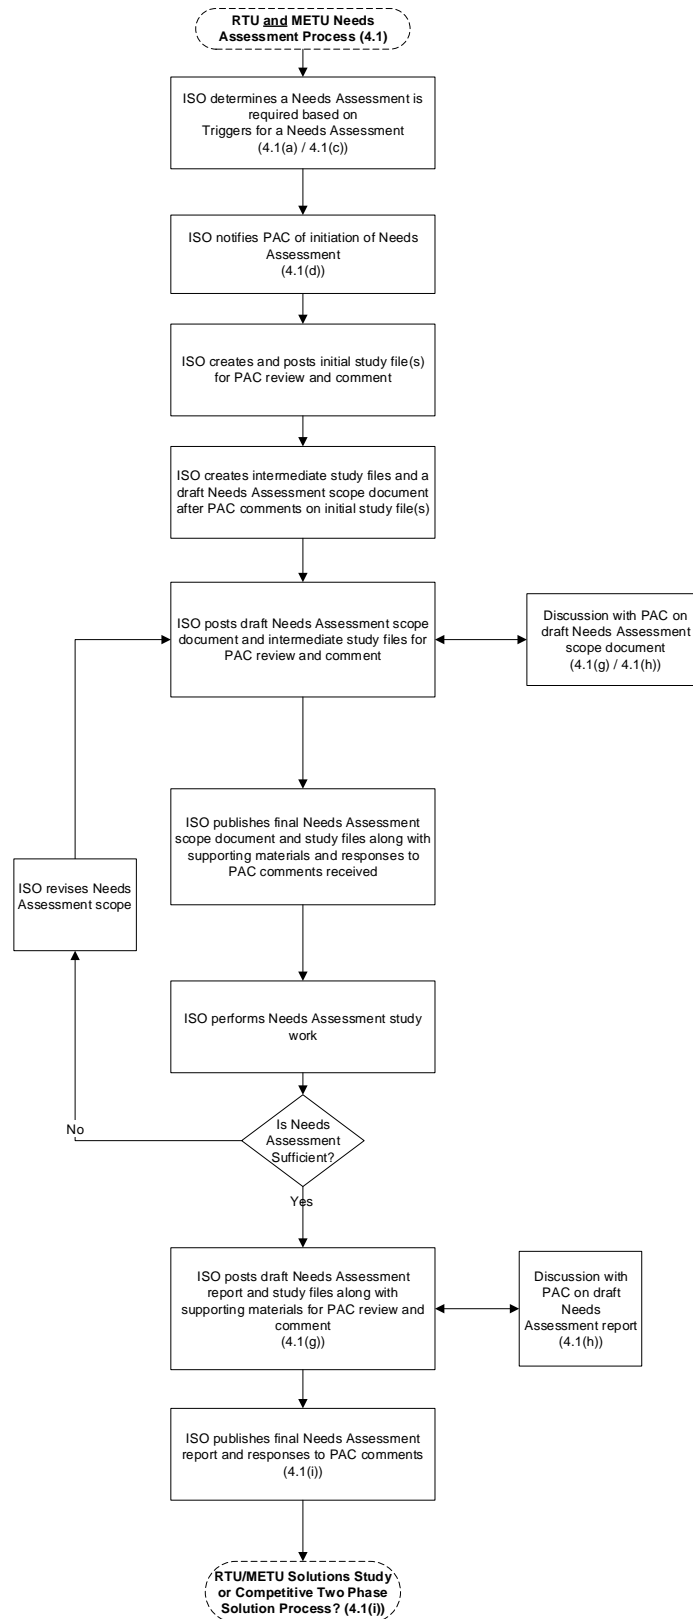 RTU and METU Needs
Assessment Process (4.1)
ISO determines a Needs Assessment is
required based on
Triggers for a Needs Assessment
(4.1(a) / 4.1(c))
ISO notifies PAC of initiation of Needs
Assessment
(4.1(d))
ISO creates and posts initial study file(s)
for PAC review and comment
ISO creates intermediate study files and a
draft Needs Assessment scope document
after PAC comments on initial study file(s)
ISO posts draft Needs Assessment scope
document and intermediate study files for
PAC review and comment
Discussion with PAC on
draft Needs Assessment
scope document
(4.1(g) / 4.1(h))
ISO publishes final Needs Assessment
scope document and study files along with
supporting materials and responses to
PAC comments received
ISO revises Needs
Assessment scope
ISO performs Needs Assessment study
work
Is Needs
Assessment
Sufficient?
No
Yes
ISO posts draft Needs Assessment
report and study files along with
supporting materials for PAC review and
comment
(4.1(g))
Discussion with
PAC on draft
Needs
Assessment report
(4.1(h))
ISO publishes final Needs Assessment
report and responses to PAC comments
(4.1(i))
RTU/METU Solutions Study
or Competitive Two Phase
Solution Process? (4.1(i))